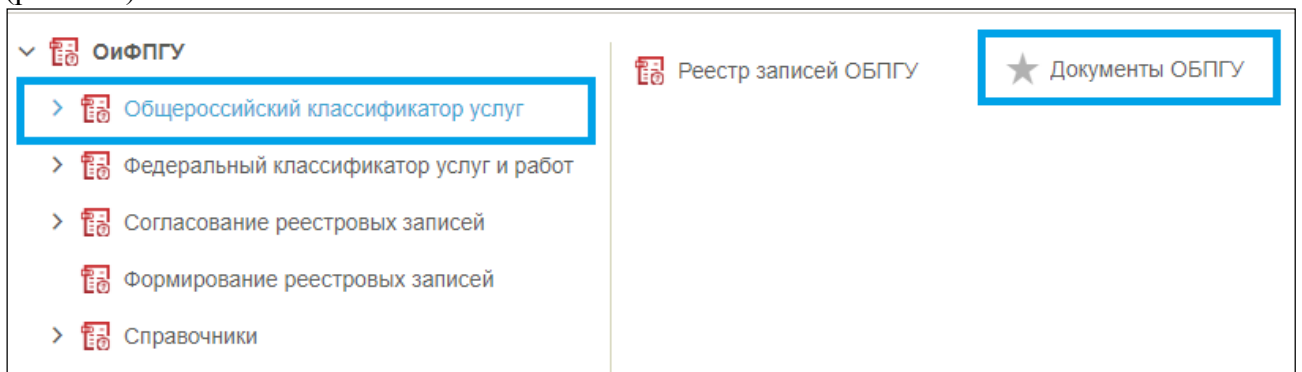 ОиФПГУ
Общероссийский классификатор услуг
Федеральный классификатор услуг и работ
Согласование реестровых записей
Формирование реестровых записей
Справочники
Реестр записей ОБПГУ
Документы ОБПГУ